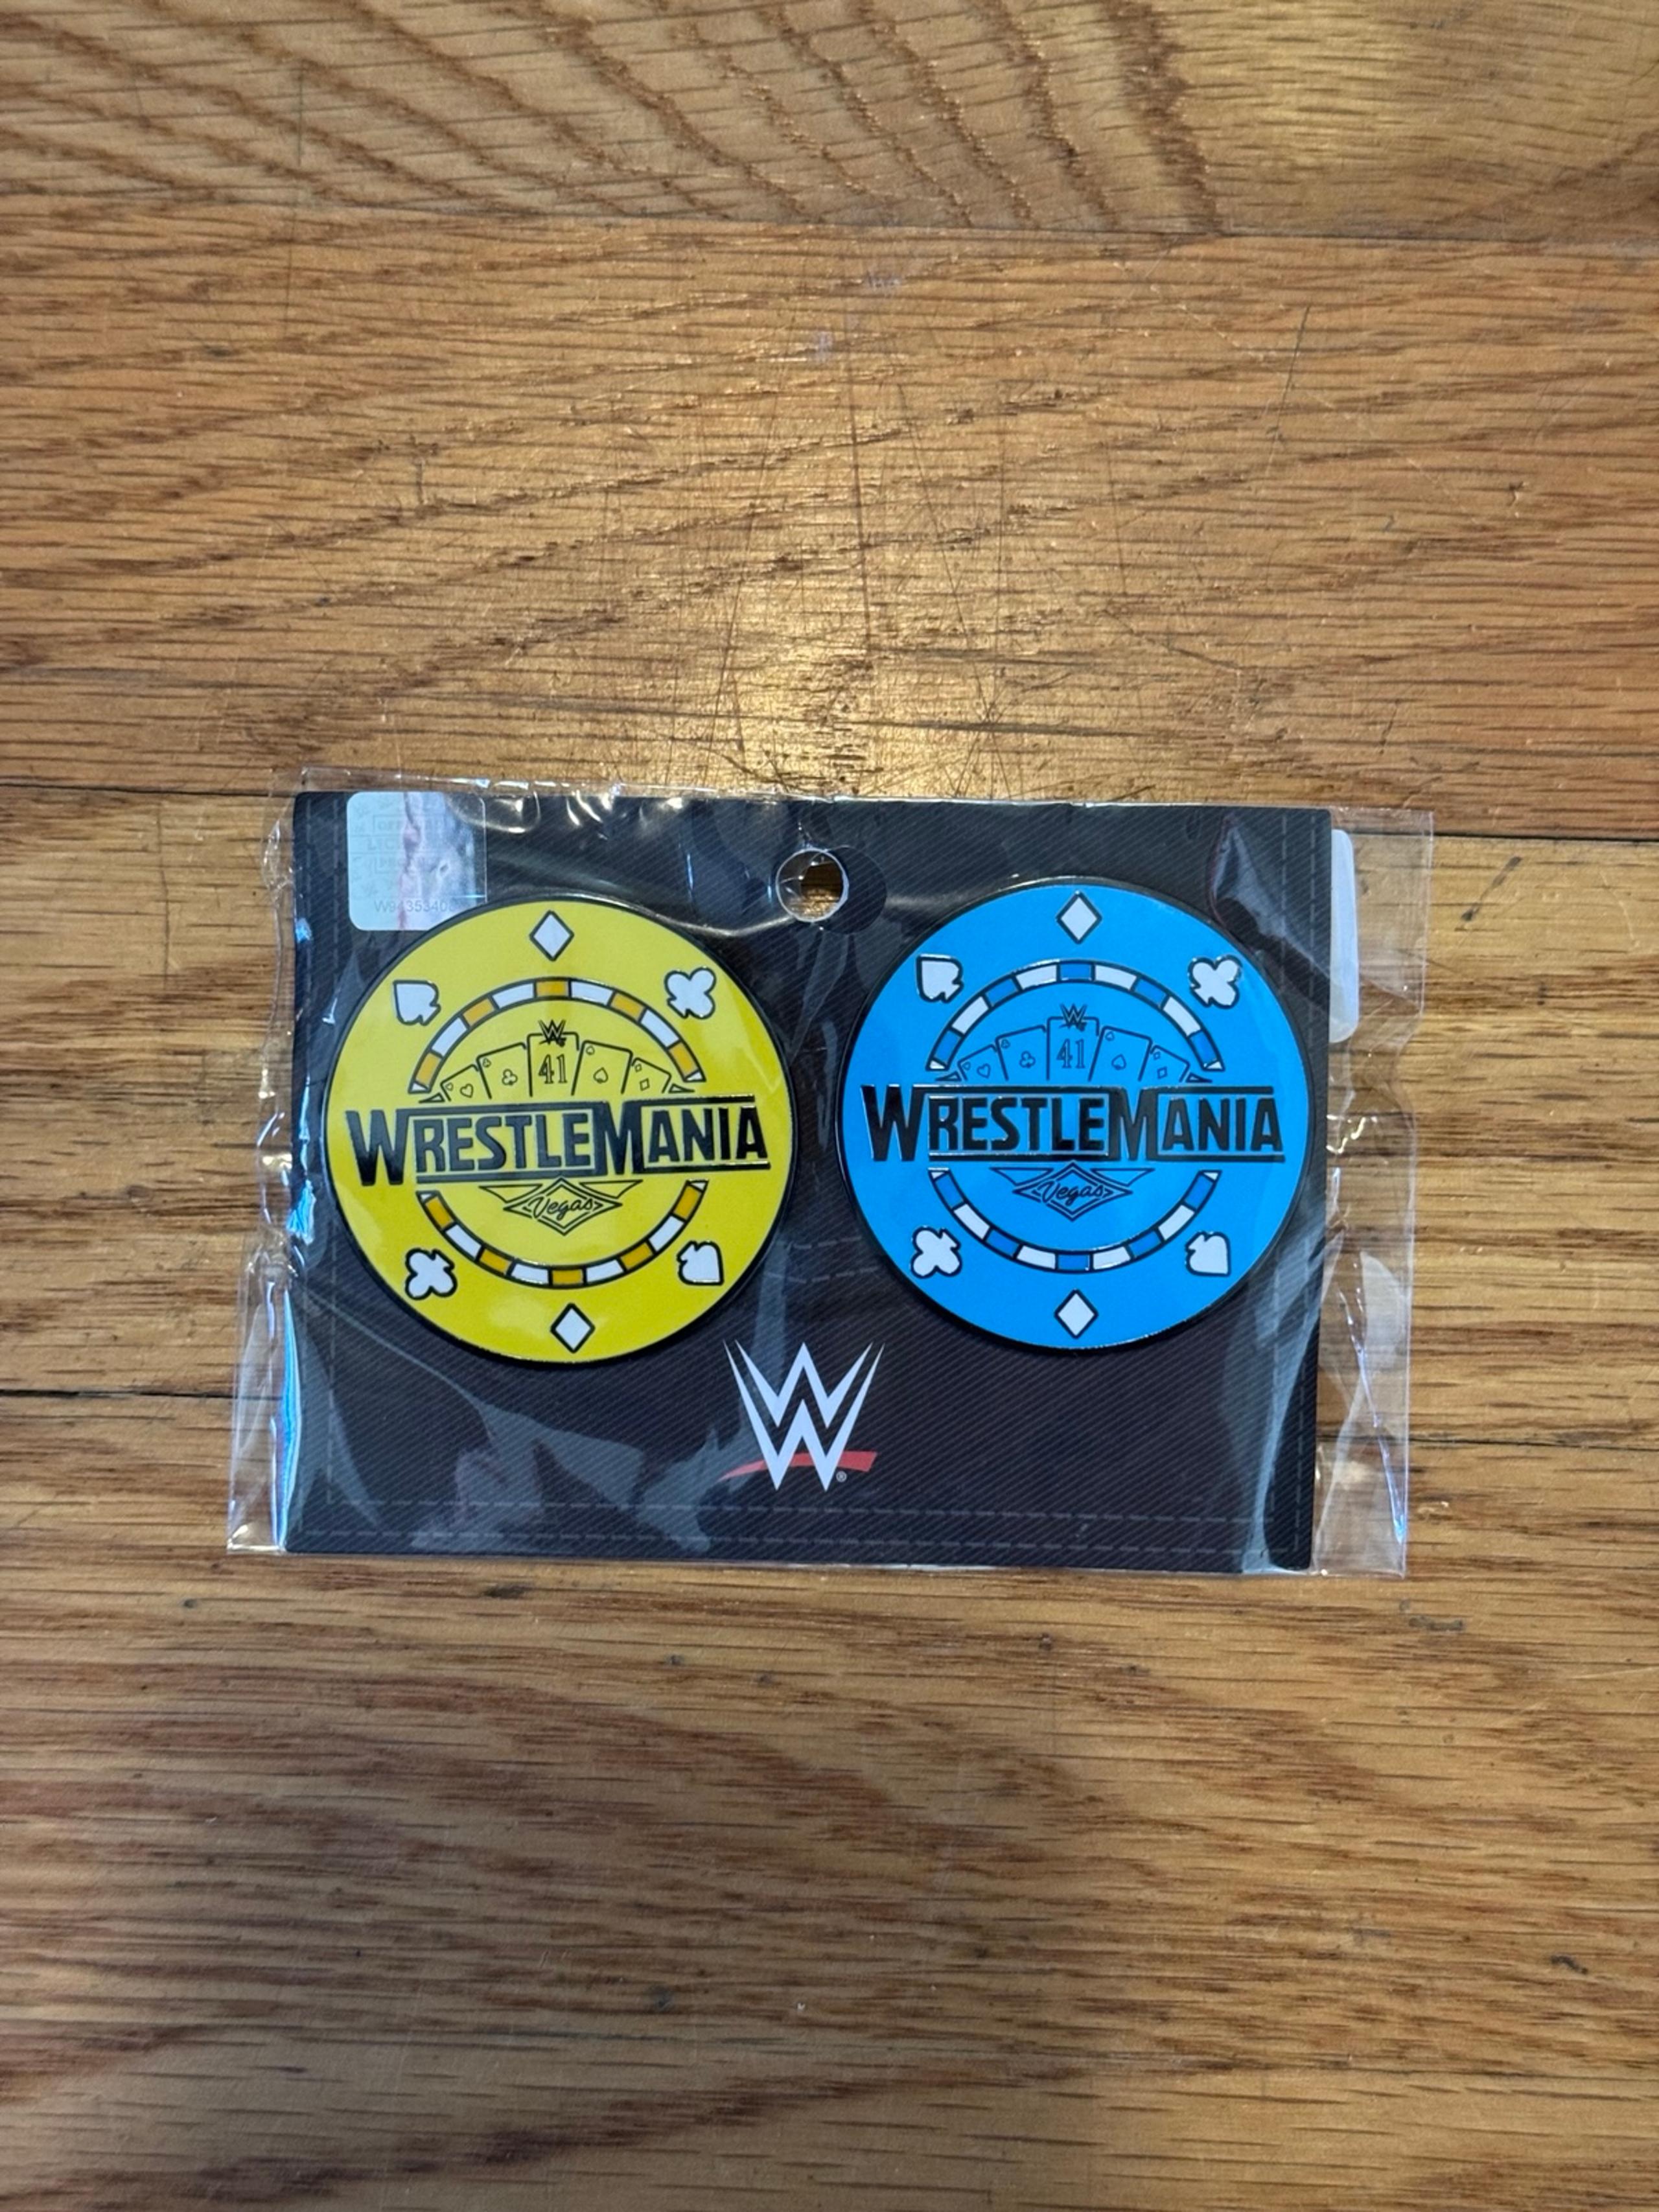 W
41
WRESTLEMANIA
Vegas
W
41
WRESTLEMANIA
Vegas
W®